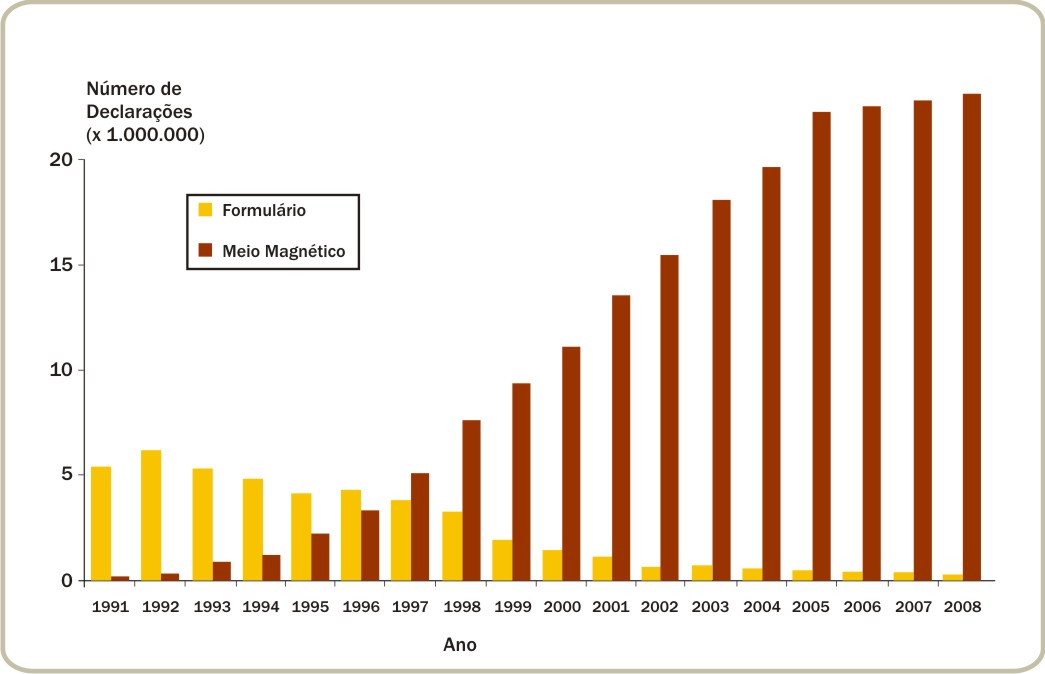 Número de
Declarações
(x 1.000.000)
20
Formulário
Meio Magnético
15
10
5
0
1991 1992 1993 1994 1995 1996 1997 1998 1999 2000 2001 2002 2003 2004 2005 2006 2007 2008
Ano